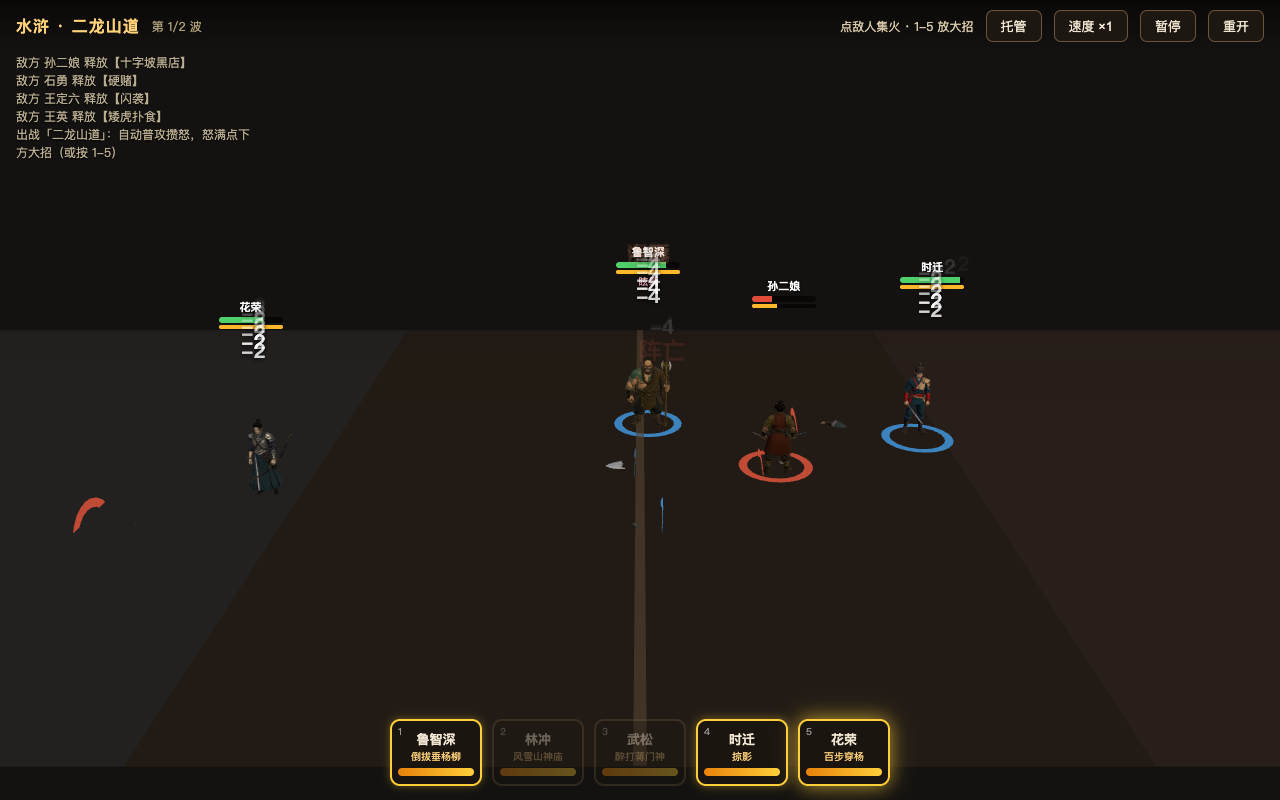 水浒 · 二龙山道 第 1/2 波
点敌人集火 · 1–5 放大招 托管 速度 ×1 暂停 重开
敌方 孙二娘 释放【十字坡黑店】
敌方 石勇 释放【硬赌】
敌方 王定六 释放【闪袭】
敌方 王英 释放【矮虎扑食】
出战「二龙山道」：自动普攻攒怒，怒满点下
方大招（或按 1–5）
鲁智深
-4
-4
时迁
-2
-2
孙二娘
花荣
-2
-2
-4
阵亡
1 鲁智深
倒拔垂杨柳
2 林冲
风雪山神庙
3 武松
醉打蒋门神
4 时迁
掠影
5 花荣
百步穿杨